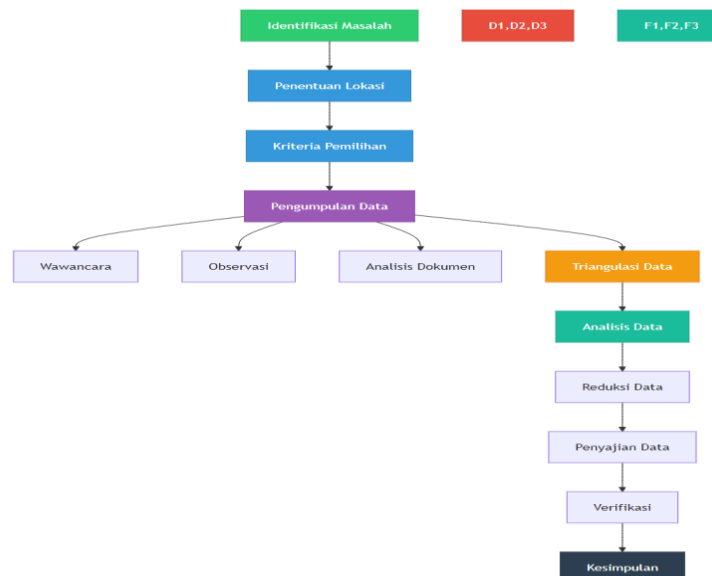 Identifikasi Masalah
D1,D2,D3
F1,F2,F3
Penentuan Lokasi
Kriteria Pemilihan
Pengumpulan Data
Wawancara
Observasi
Analisis Dokumen
Triangulasi Data
Analisis Data
Reduksi Data
Penyajian Data
Verifikasi
Kesimpulan